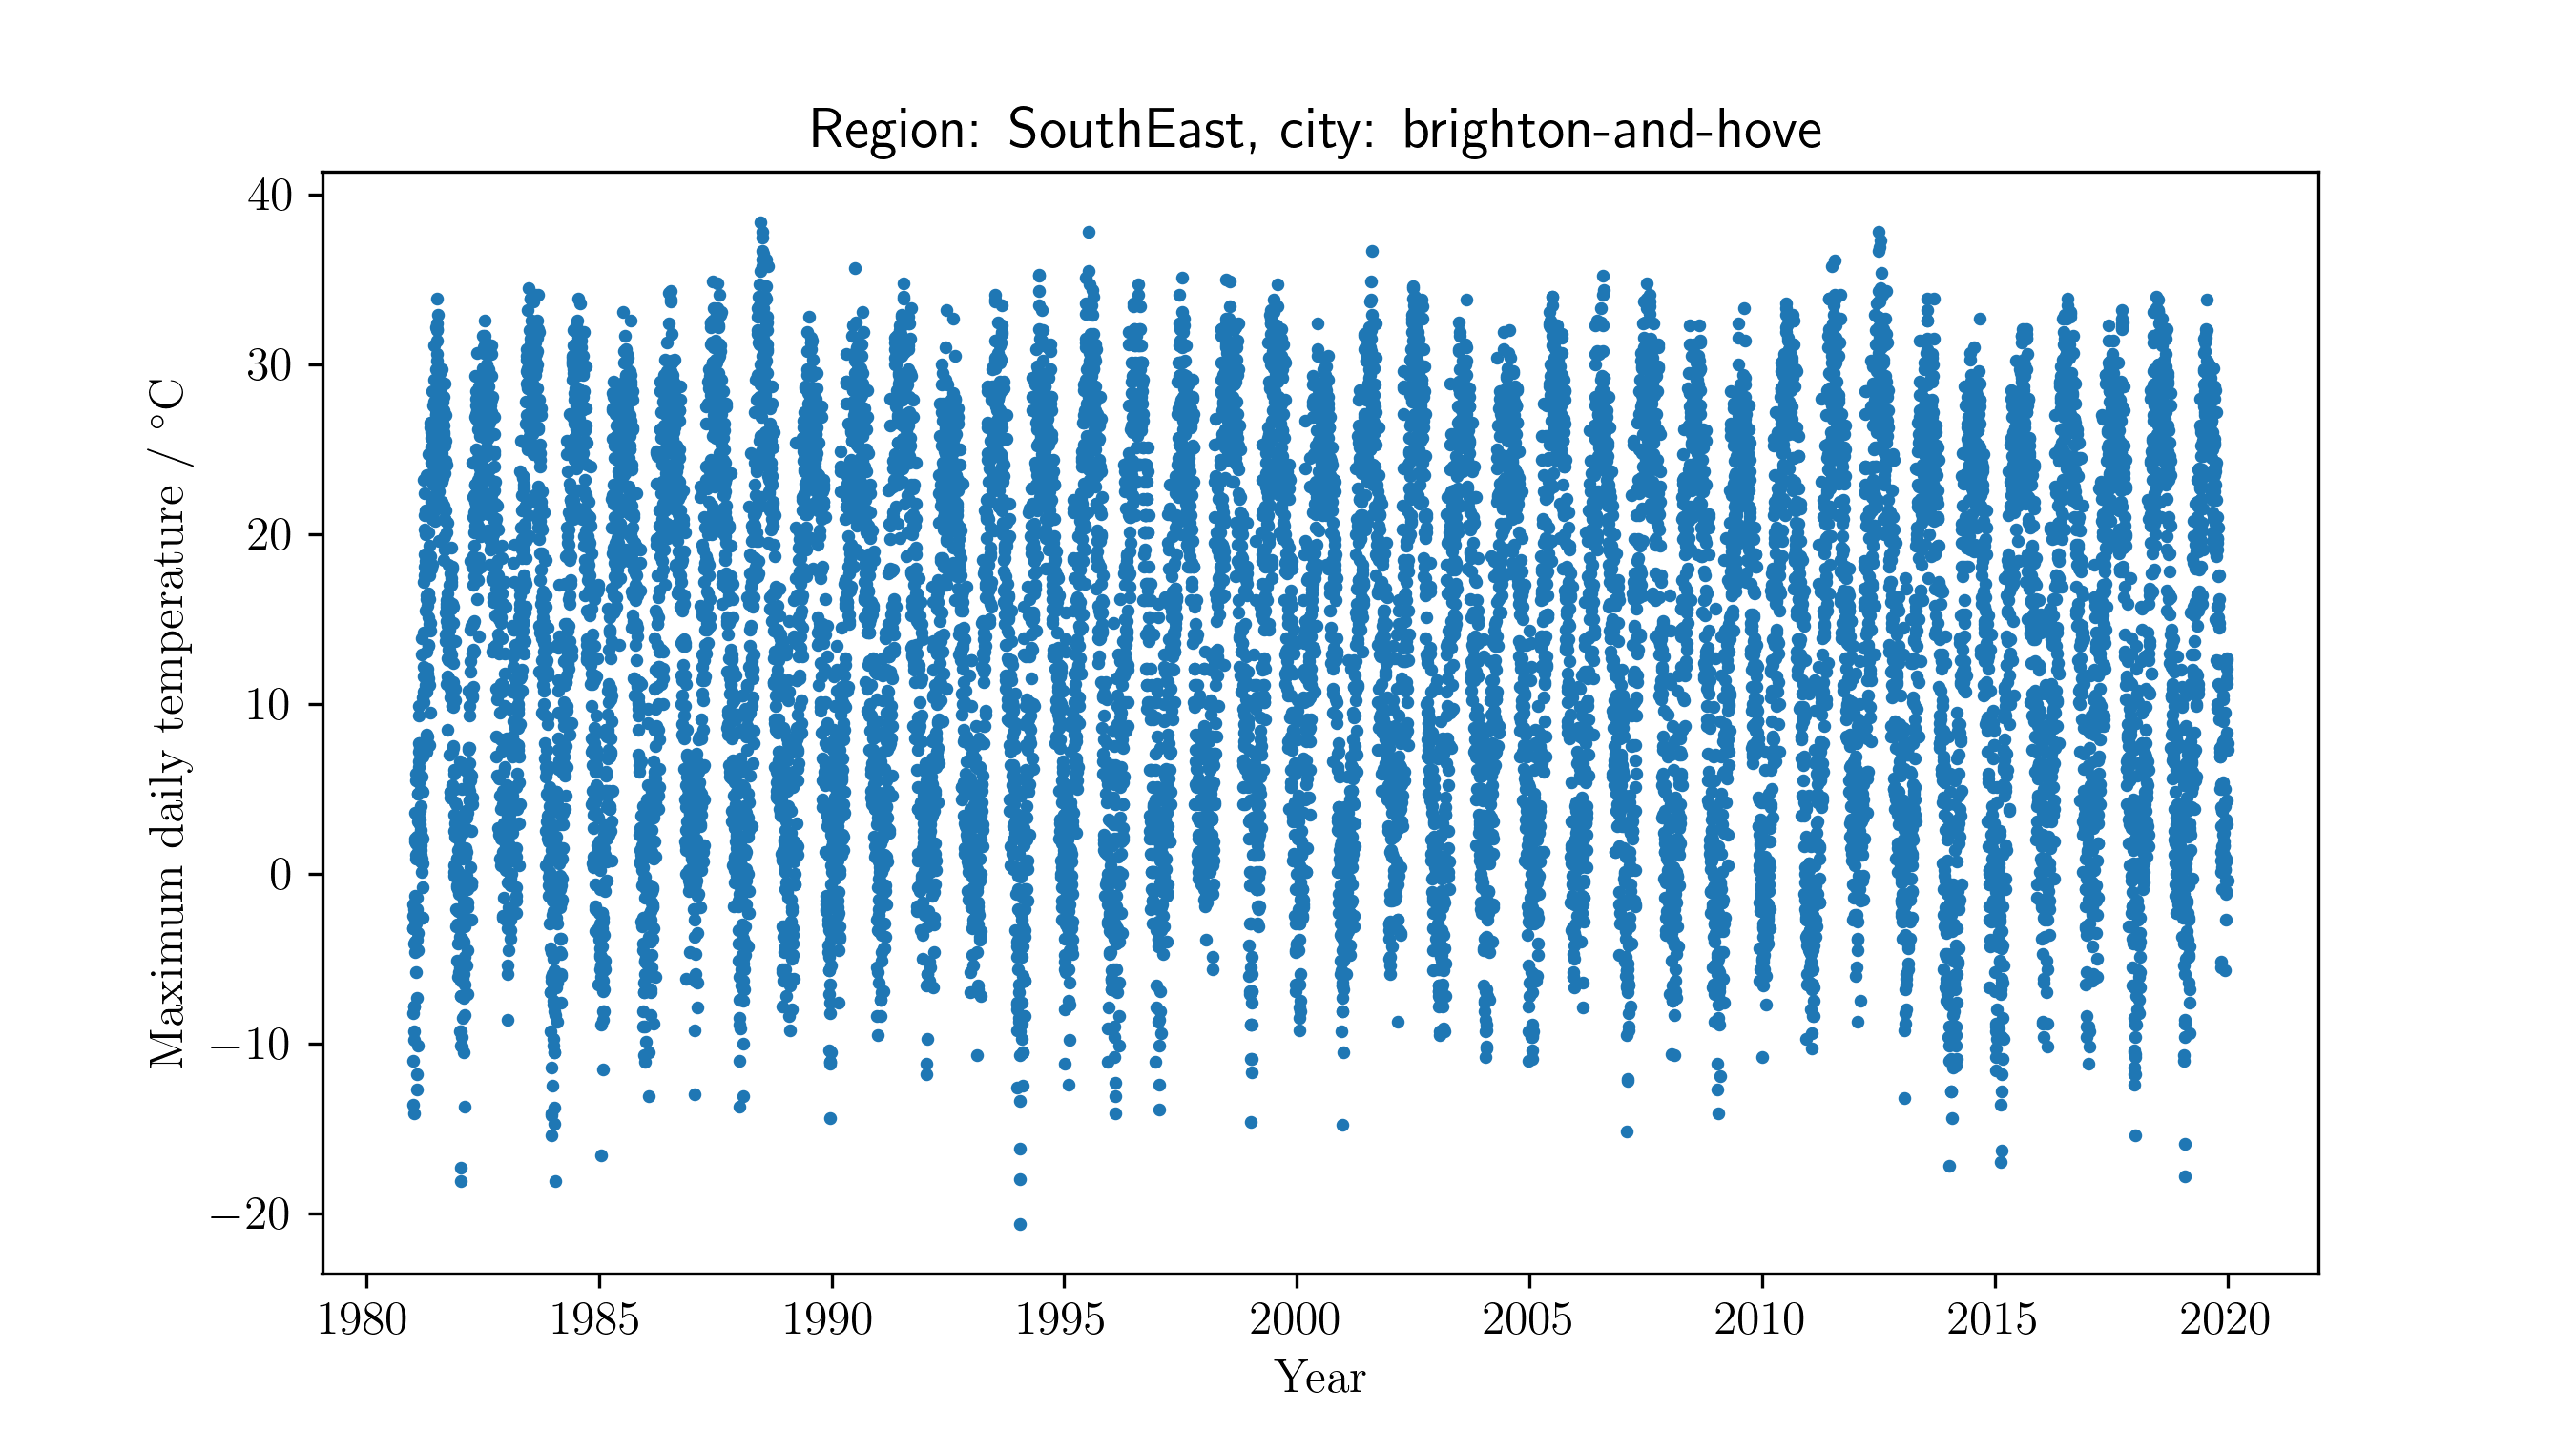 Region: SouthEast, city: brighton-and-hove
Maximum daily temperature / °C
40
30
20
10
0
−10
−20
1980 1985 1990 1995 2000 2005 2010 2015 2020
Year